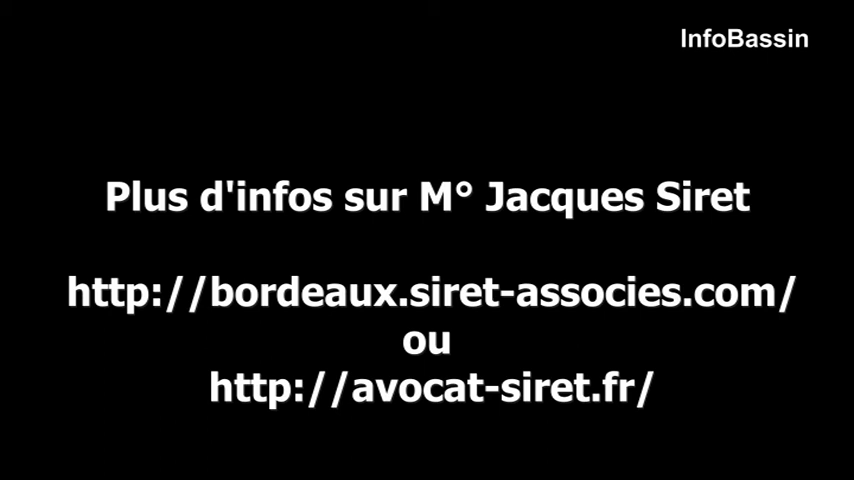 InfoBassin
Plus d'infos sur M° Jacques Siret
http://bordeaux.siret-associes.com/
ou
http://avocat-siret.fr/